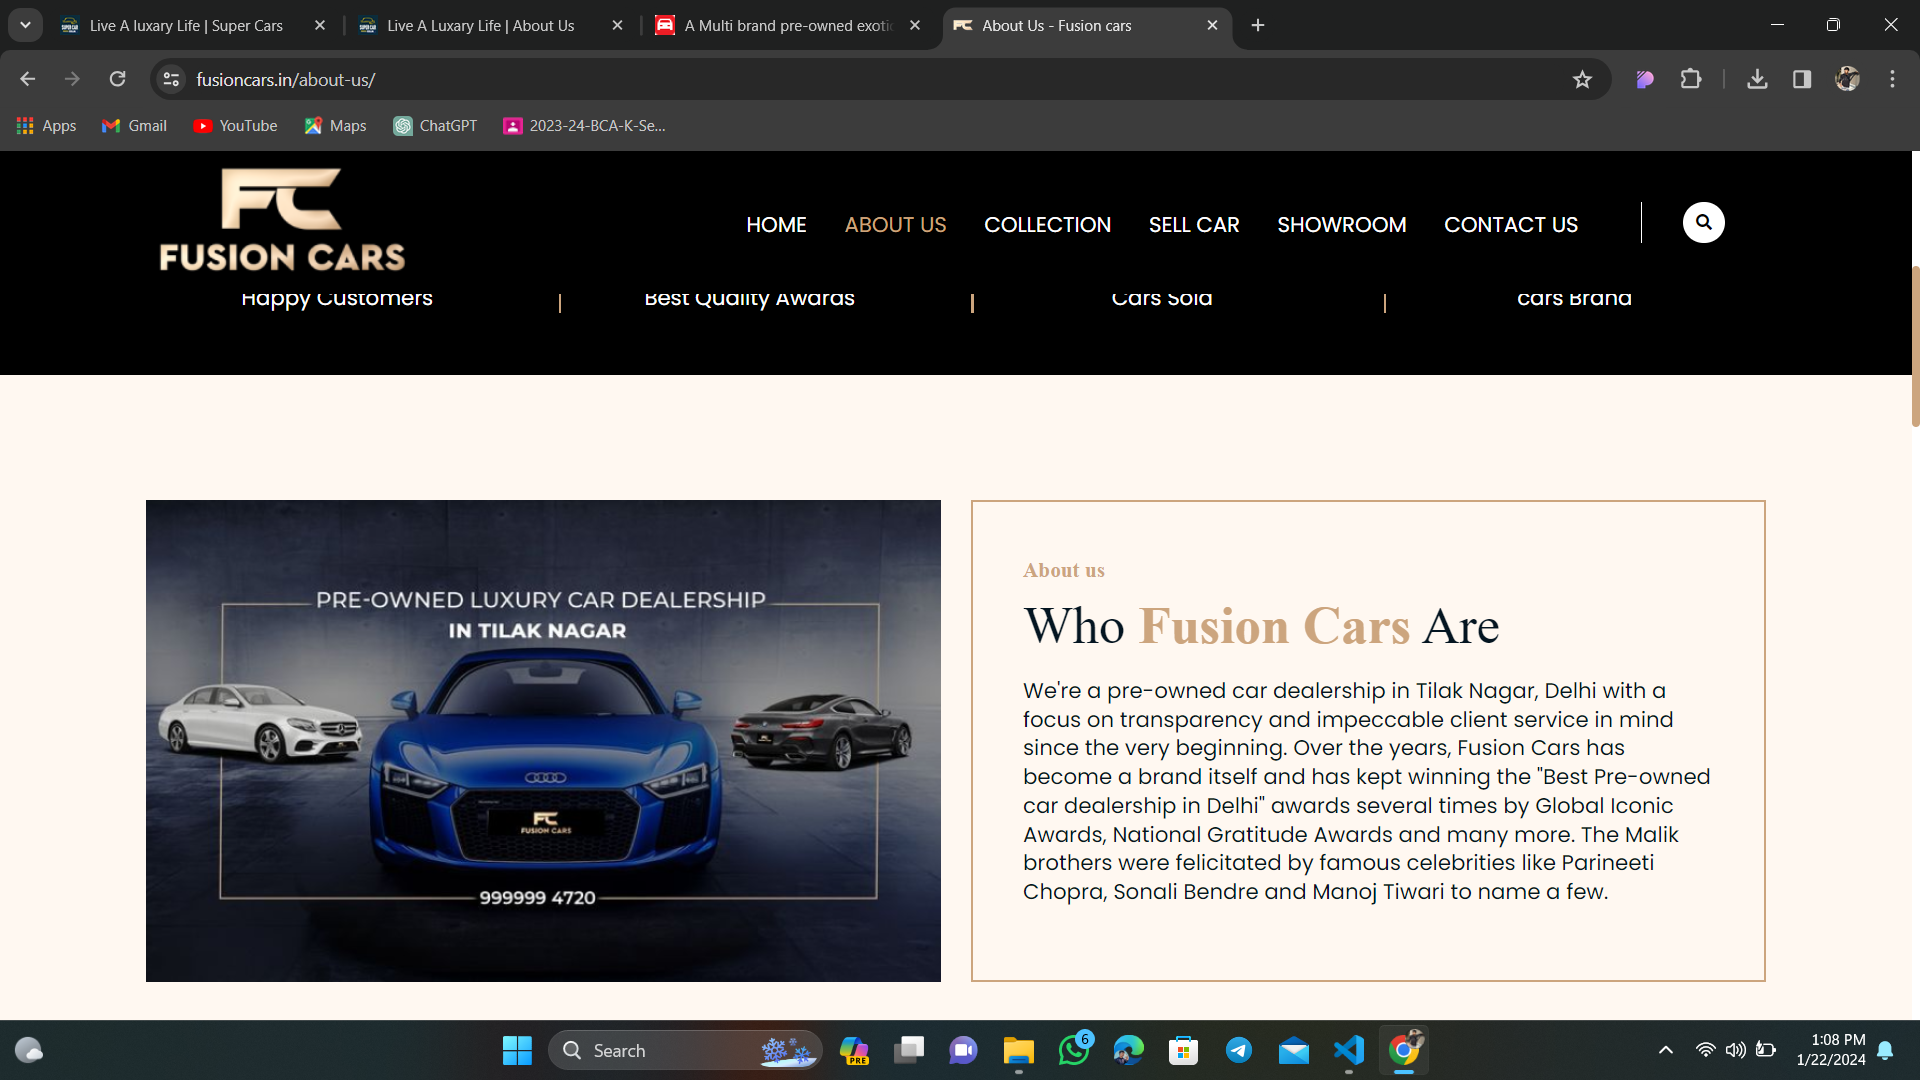 Live A luxary Life | Super Cars
Live A Luxary Life | About Us
A Multi brand pre-owned exotic
About Us - Fusion cars
fusioncars.in/about-us/
Apps
Gmail
YouTube
Maps
ChatGPT
2023-24-BCA-K-Se...
FC
FUSION CARS
HOME
ABOUT US
COLLECTION
SELL CAR
SHOWROOM
CONTACT US
Happy Customers
Best Quality Awards
Cars Sold
cars Brand
PRE-OWNED LUXURY CAR DEALERSHIP
IN TILAK NAGAR
FC
FUSION CARS
999999 4720
About us
Who Fusion Cars Are
We're a pre-owned car dealership in Tilak Nagar, Delhi with a
focus on transparency and impeccable client service in mind
since the very beginning. Over the years, Fusion Cars has
become a brand itself and has kept winning the "Best Pre-owned
car dealership in Delhi" awards several times by Global Iconic
Awards, National Gratitude Awards and many more. The Malik
brothers were felicitated by famous celebrities like Parineeti
Chopra, Sonali Bendre and Manoj Tiwari to name a few.
Search
PRE
6
1:08 PM
1/22/2024